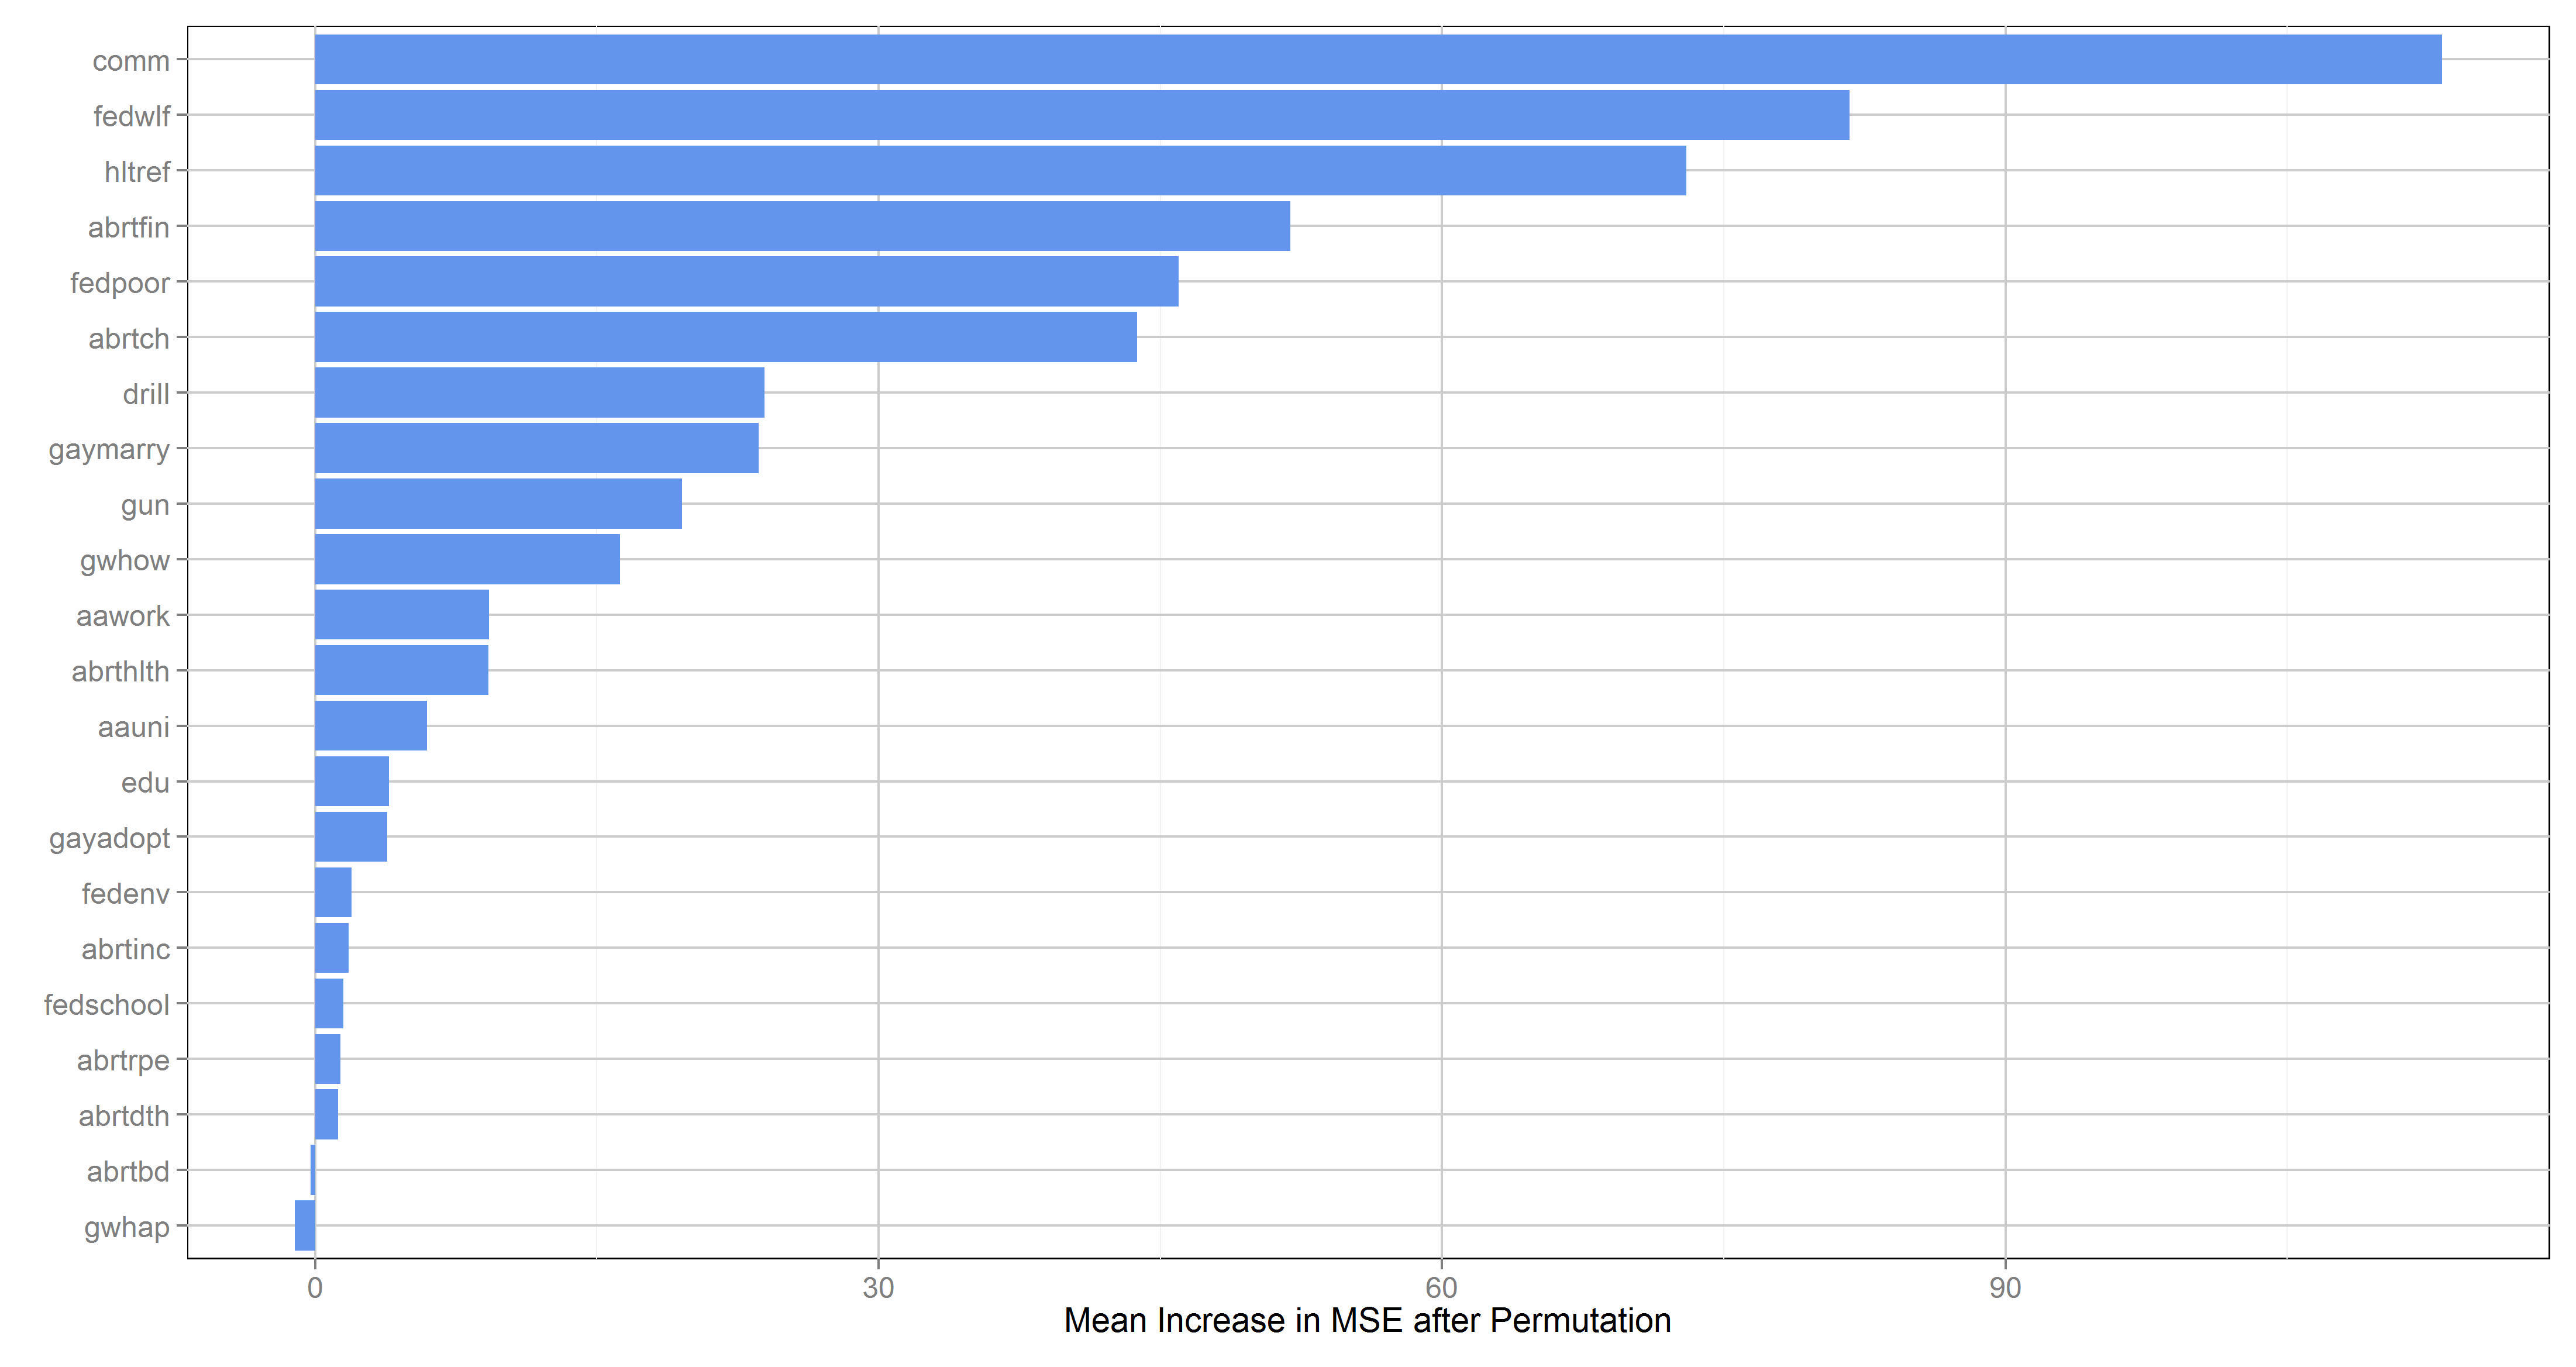 comm
fedwlf
hltref
abrtfin
fedpoor
abrtch
drill
gaymarry
gun
gwhow
aawork
abrthlth
aauni
edu
gayadopt
fedenv
abrtinc
fedschool
abrtrpe
abrtdth
abrtbd
gwhap
0 30 60 90
Mean Increase in MSE after Permutation